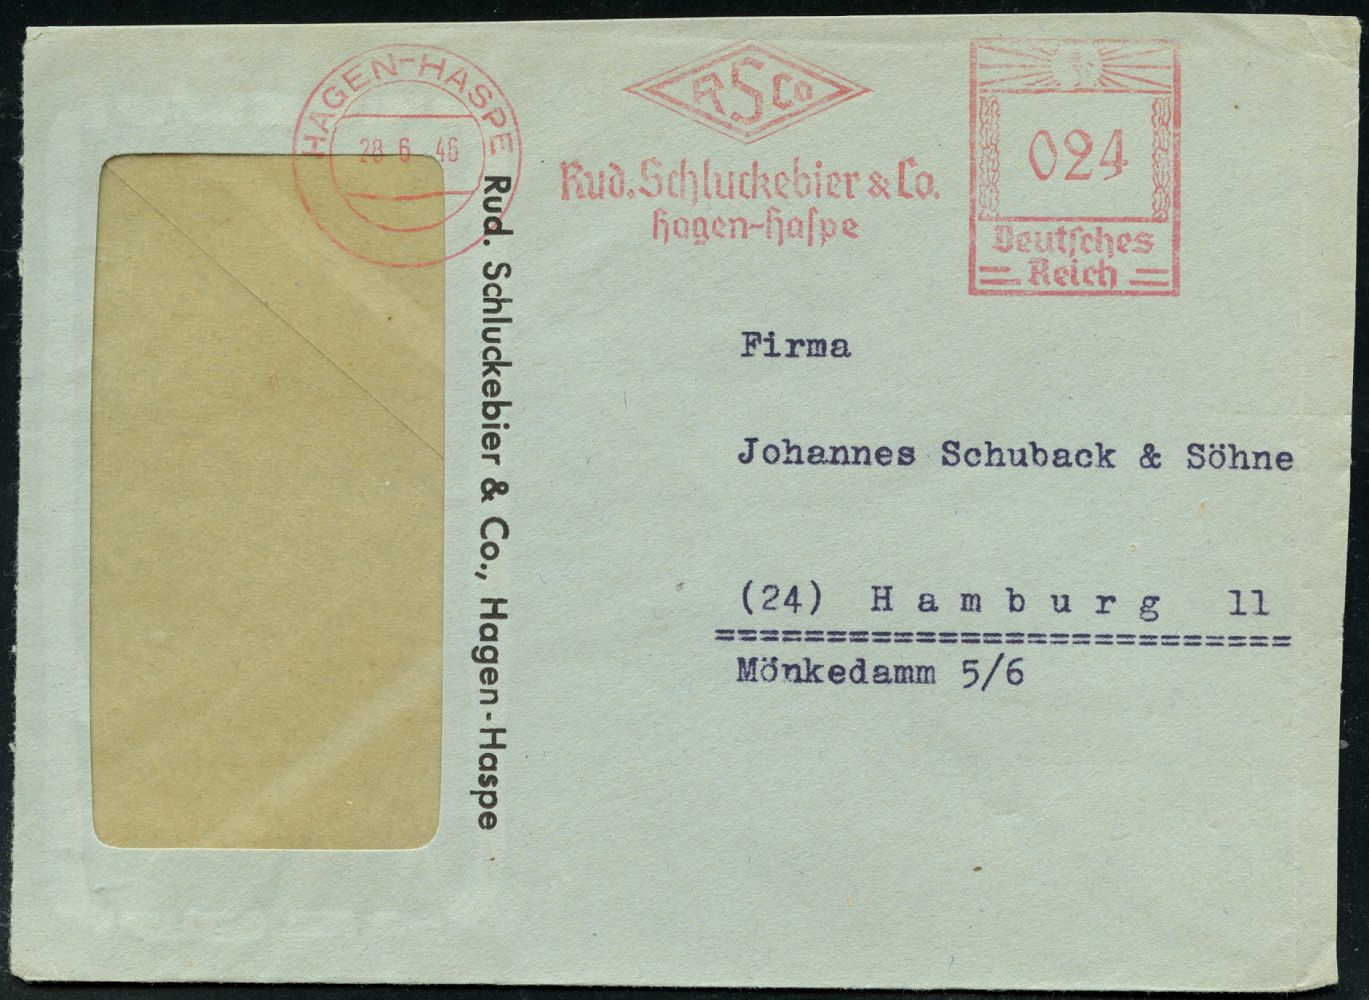 HAGEN-HASPE
28 6 46
RSCo
Rud. Schluckebier & Co.
Hagen-Haspe
024
Deutsches
Reich
Rud. Schluckebier & Co., Hagen-Haspe
Firma
Johannes Schuback & Söhne
(24) H a m b u r g 11
==========================
Mönkedamm 5/6